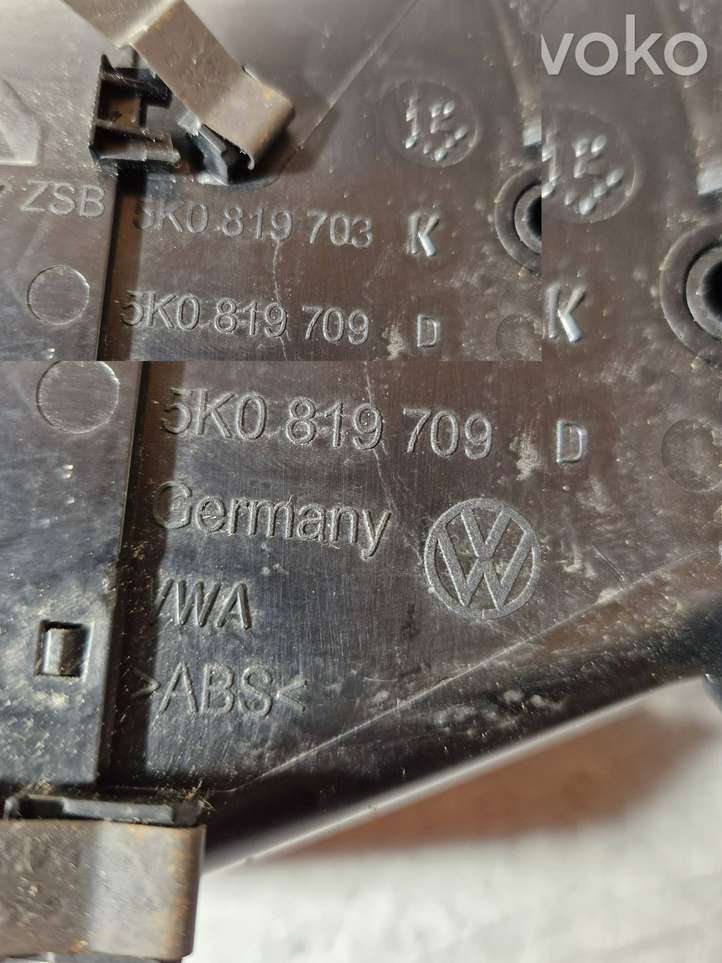 voko
ZSB 5K0 819 703 K
5K0 819 709 D
K
5K0 819 709 D
Germany
VWA
>ABS<